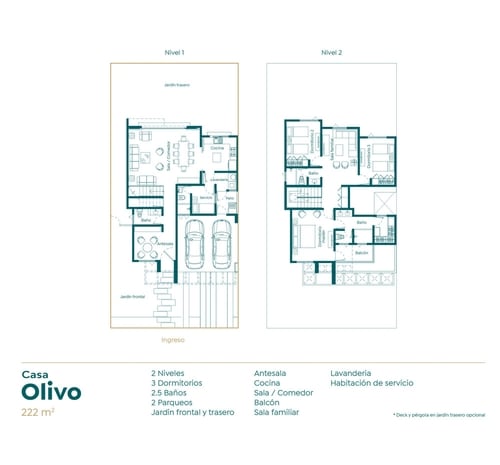 Nivel 1
Nivel 2
Jardín trasero
Sala / Comedor
Cocina
Lavandería
Baño
Antesala
Jardín frontal
Ingreso
Dormitorio 2
Sala familiar
Dormitorio 3
Baño
Baño
Balcón
Casa
Olivo
222 m²
2 Niveles
3 Dormitorios
2.5 Baños
2 Parqueos
Jardín frontal y trasero
Antesala
Cocina
Sala / Comedor
Balcón
Sala familiar
Lavandería
Habitación de servicio
* Deck y pérgola en jardín trasero opcional